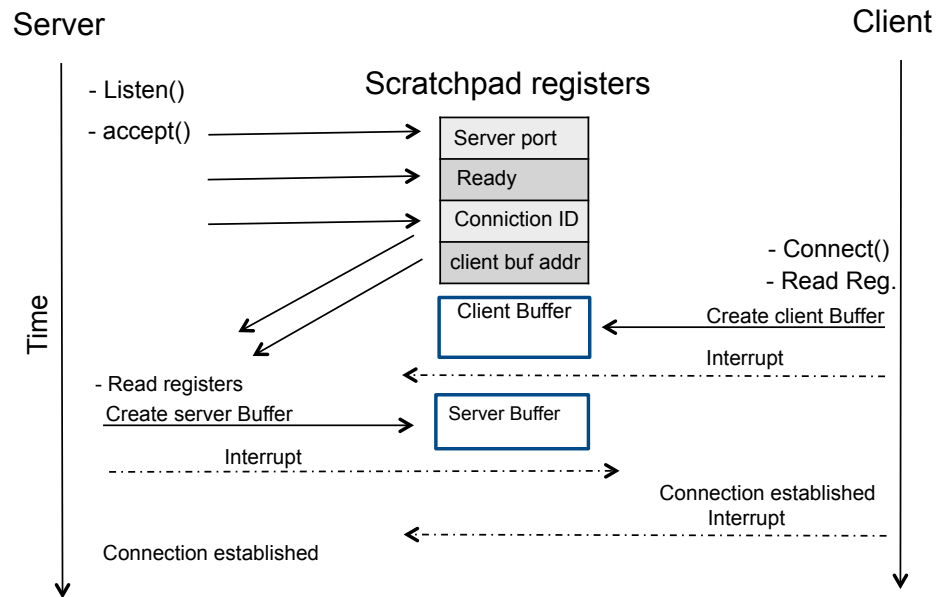 Server
Client
- Listen()
Scratchpad registers
- accept()
Server port
Ready
Conniction ID
client buf addr
- Connect()
- Read Reg.
Time
Client Buffer
Create client Buffer
Interrupt
- Read registers
Create server Buffer
Server Buffer
Interrupt
Connection established
Interrupt
Connection established